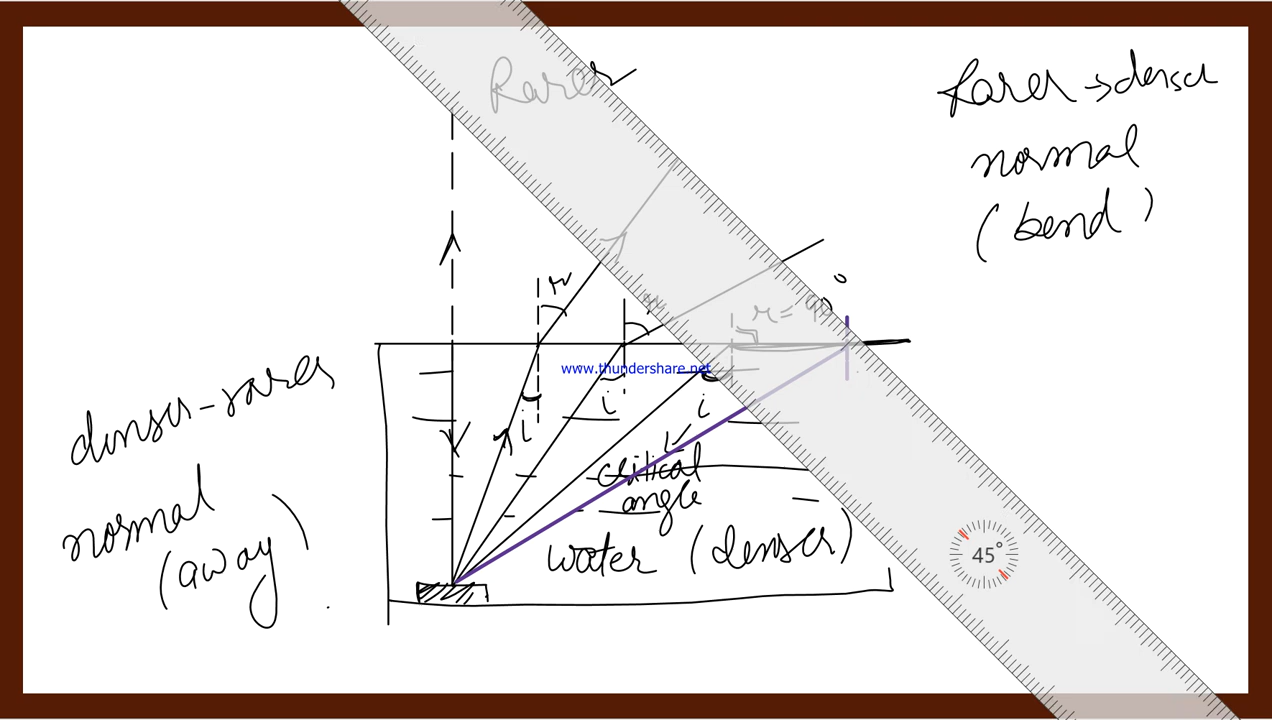 Rarer
Rarer → denser
normal
(bend)
r
r
r = 90°
www.thundershare.net
denser - rarer
normal
(away)
i
i
i
critical
angle
water (denser)
45°